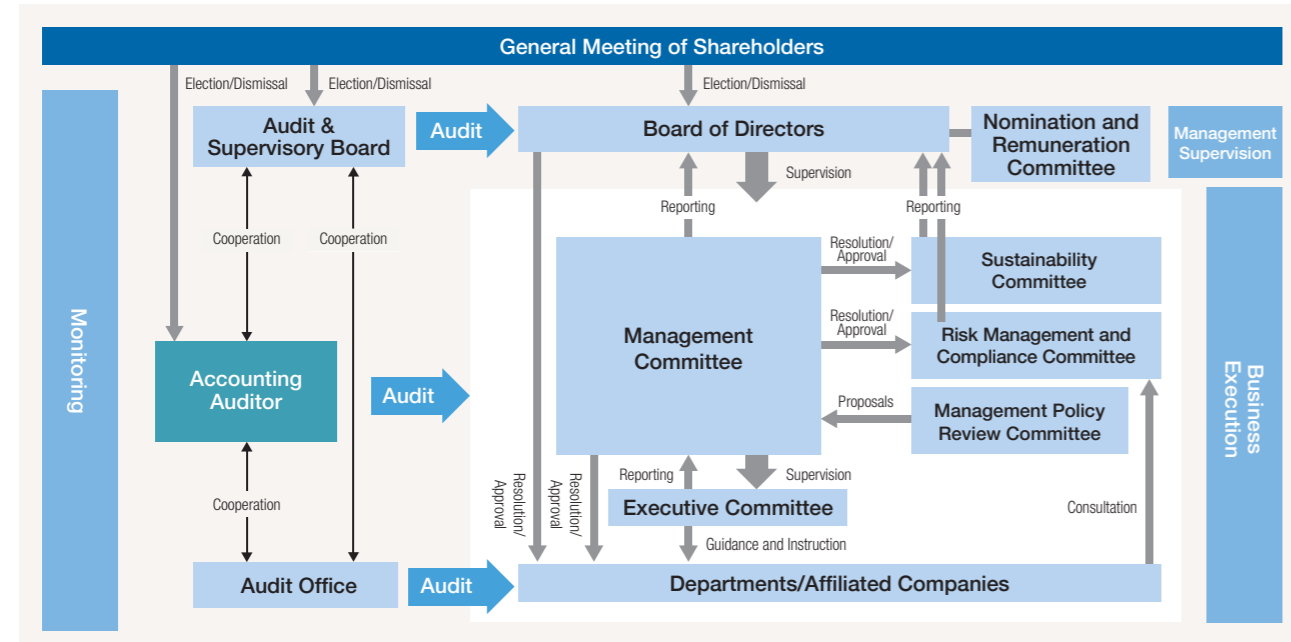 General Meeting of Shareholders
Election/Dismissal
Election/Dismissal
Election/Dismissal
Monitoring
Audit &
Supervisory Board
Audit
Board of Directors
Nomination and
Remuneration
Committee
Management
Supervision
Reporting
Supervision
Reporting
Cooperation
Cooperation
Resolution/
Approval
Sustainability
Committee
Management
Committee
Resolution/
Approval
Risk Management and
Compliance Committee
Accounting
Auditor
Audit
Proposals
Management Policy
Review Committee
Business
Execution
Resolution/
Approval
Resolution/
Approval
Reporting
Supervision
Cooperation
Executive Committee
Consultation
Guidance and Instruction
Audit Office
Audit
Departments/Affiliated Companies